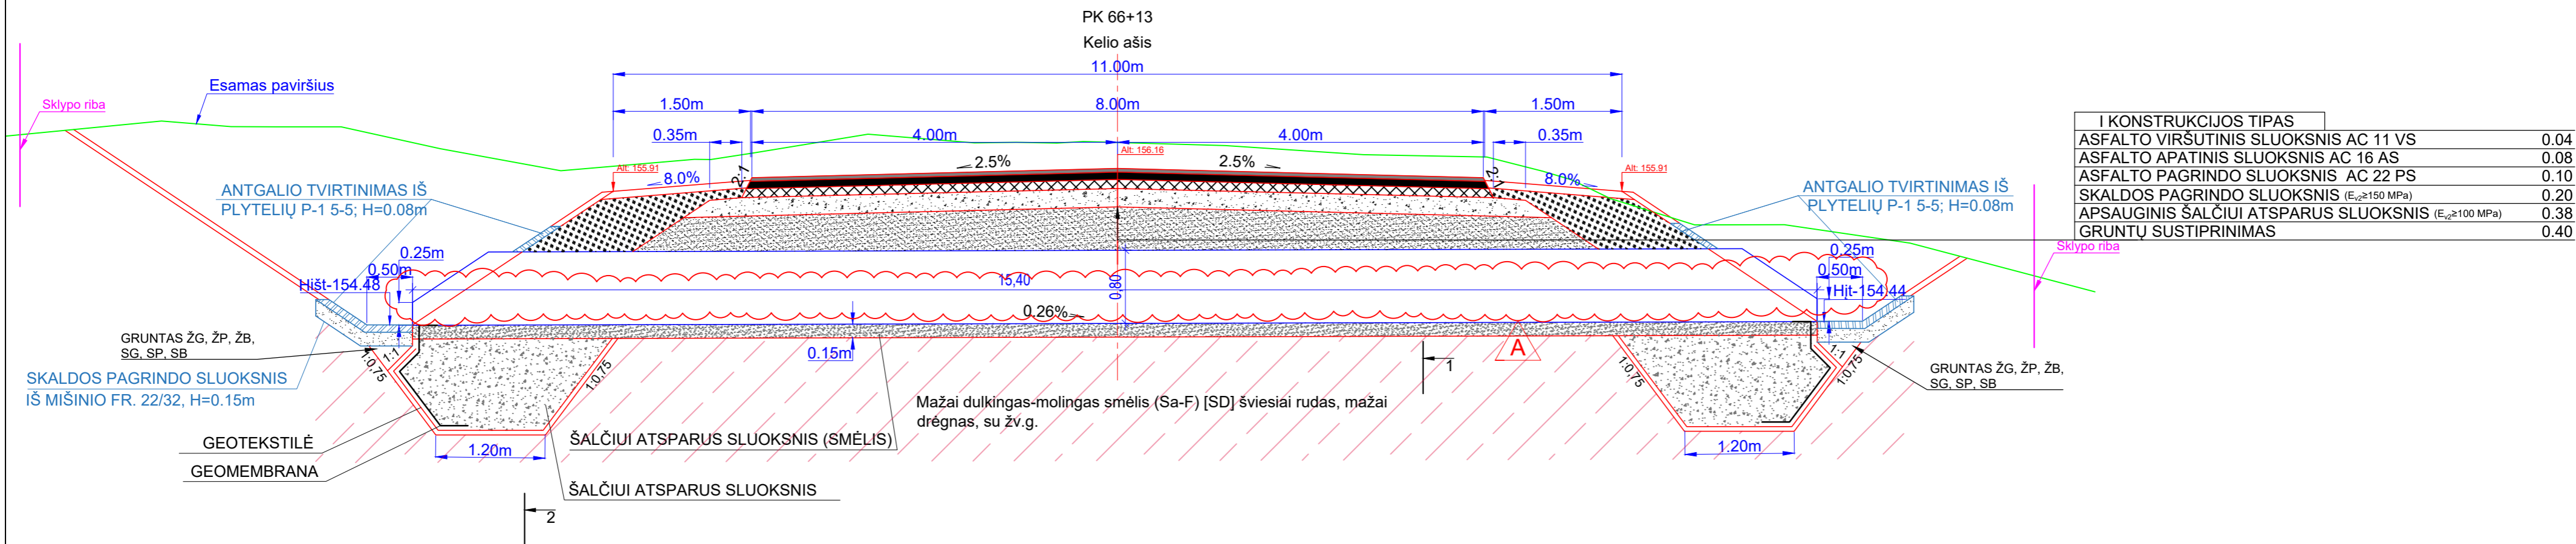 PK 66+13
Kelio ašis
11.00m
Esamas paviršius
Sklypo riba
1.50m
8.00m
1.50m
0.35m
4.00m
4.00m
0.35m
Alt: 155.91
Alt: 156.16
Alt: 155.91
2.5%
2.5%
8.0%
8.0%
2:1
2:1
I KONSTRUKCIJOS TIPAS
ASFALTO VIRŠUTINIS SLUOKSNIS AC 11 VS 0.04
ASFALTO APATINIS SLUOKSNIS AC 16 AS 0.08
ASFALTO PAGRINDO SLUOKSNIS AC 22 PS 0.10
SKALDOS PAGRINDO SLUOKSNIS (Ev2≥150 MPa) 0.20
APSAUGINIS ŠALČIUI ATSPARUS SLUOKSNIS (Ev2≥100 MPa) 0.38
GRUNTŲ SUSTIPRINIMAS 0.40
Sklypo riba
ANTGALIO TVIRTINIMAS IŠ
PLYTELIŲ P-1 5-5; H=0.08m
ANTGALIO TVIRTINIMAS IŠ
PLYTELIŲ P-1 5-5; H=0.08m
0.25m
0.50m
Hišt-154.48
15,40
0,80
0.25m
0.50m
Hįt-154.44
0.26%
0.15m
A
1
GRUNTAS ŽG, ŽP, ŽB,
SG, SP, SB
1:1
1:0,75
1:0,75
1:0,75
1:1
1:0,75
GRUNTAS ŽG, ŽP, ŽB,
SG, SP, SB
SKALDOS PAGRINDO SLUOKSNIS
IŠ MIŠINIO FR. 22/32, H=0.15m
Mažai dulkingas-molingas smėlis (Sa-F) [SD] šviesiai rudas, mažai
drėgnas, su žv.g.
GEOTEKSTILĖ
GEOMEMBRANA
1.20m
ŠALČIUI ATSPARUS SLUOKSNIS (SMĖLIS)
1.20m
ŠALČIUI ATSPARUS SLUOKSNIS
2